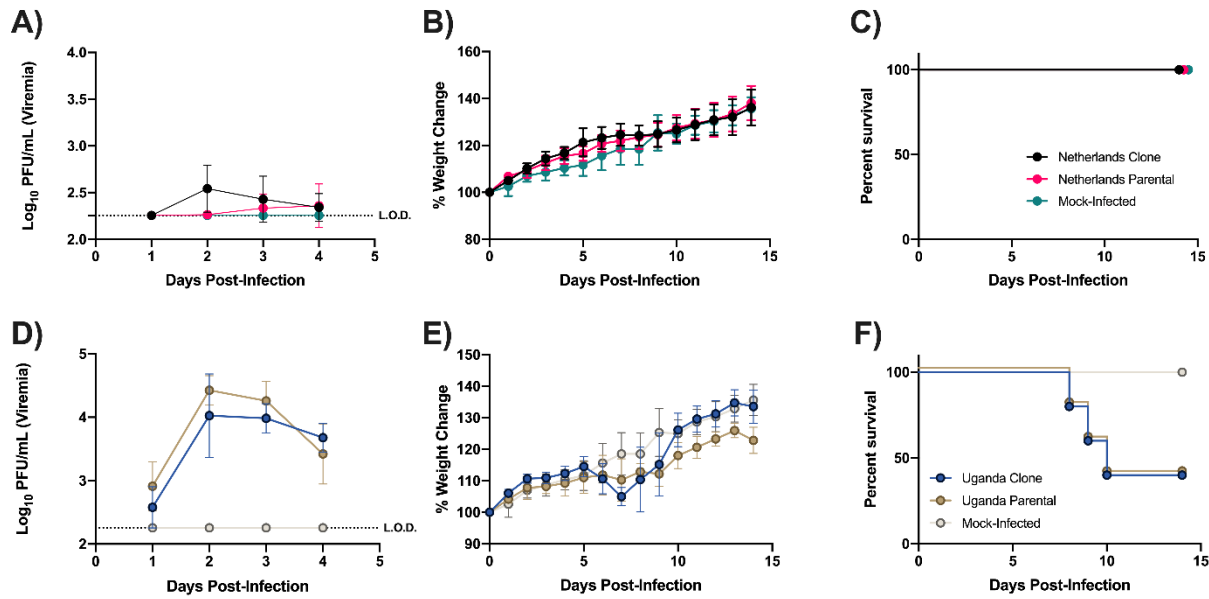 A)
Log10 PFU/mL (Viremia)
4.0
3.5
3.0
2.5
2.0
L.O.D.
0 1 2 3 4 5
Days Post-Infection
B)
% Weight Change
160
140
120
100
80
0 5 10 15
Days Post-Infection
C)
Percent survival
100
50
0
Netherlands Clone
Netherlands Parental
Mock-Infected
0 5 10 15
Days Post-Infection
D)
Log10 PFU/mL (Viremia)
5
4
3
2
L.O.D.
0 1 2 3 4 5
Days Post-Infection
E)
% Weight Change
150
140
130
120
110
100
90
0 5 10 15
Days Post-Infection
F)
Percent survival
100
50
0
Uganda Clone
Uganda Parental
Mock-Infected
0 5 10 15
Days Post-Infection